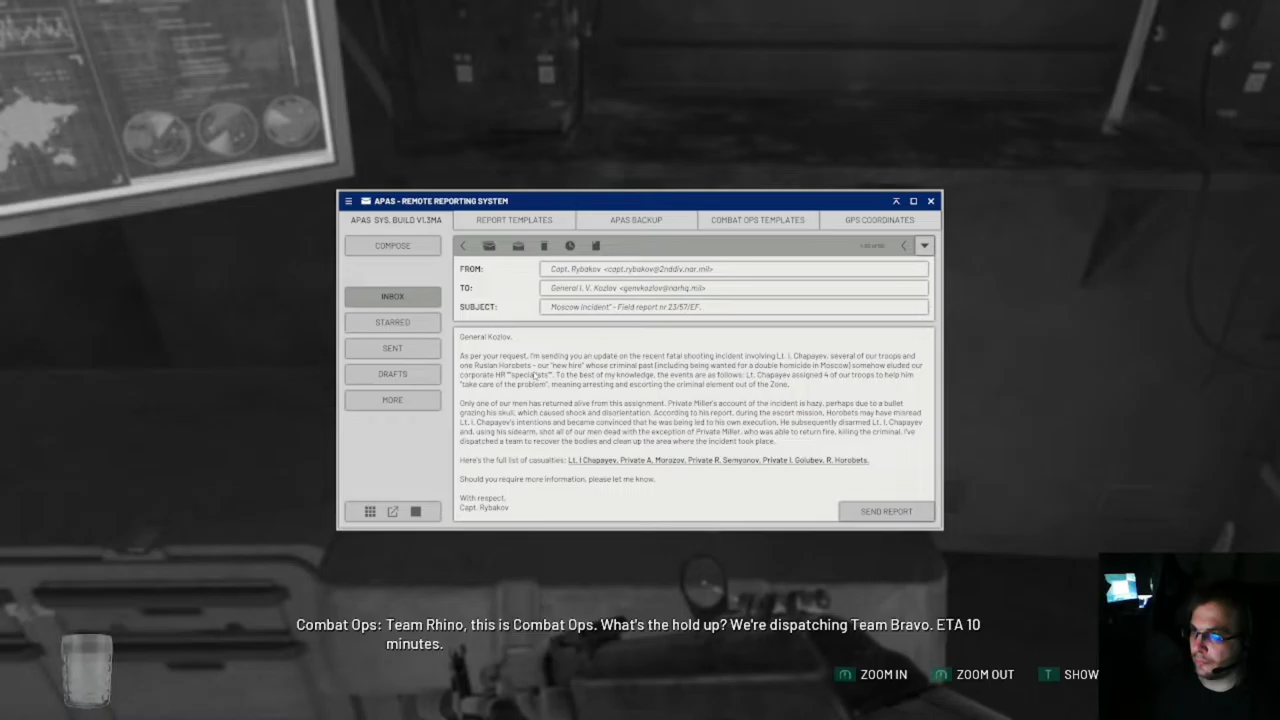 APAS - REMOTE REPORTING SYSTEM
APAS SYS. BUILD V1.3MA
REPORT TEMPLATES
APAS BACKUP
COMBAT OPS TEMPLATES
GPS COORDINATES
COMPOSE
INBOX
STARRED
SENT
DRAFTS
MORE
FROM: Capt. Rybakov <capt.rybakov@2nddiv.nar.mil>
TO: General I. V. Kozlov <genvkozlov@narhq.mil>
SUBJECT: Moscow Incident" - Field report nr 23/57/EF.
General Kozlov,
As per your request, I'm sending you an update on the recent fatal shooting incident involving Lt. I. Chapayev, several of our troops and
one Ruslan Horobets - our "new hire" whose criminal past (including being wanted for a double homicide in Moscow) somehow eluded our
corporate HR ""specialists"". To the best of my knowledge, the events are as follows: Lt. Chapayev assigned 4 of our troops to help him
"take care of the problem", meaning arresting and escorting the criminal element out of the Zone.
Only one of our men has returned alive from this assignment. Private Miller's account of the incident is hazy, perhaps due to a bullet
grazing his skull, which caused shock and disorientation. According to his report, during the escort mission, Horobets may have misread
Lt. I. Chapayev's intentions and became convinced that he was being led to his own execution. He subsequently disarmed Lt. I. Chapayev
and, using his sidearm, shot all of our men dead with the exception of Private Miller, who was able to return fire, killing the criminal. I've
dispatched a team to recover the bodies and clean up the area where the incident took place.
Here's the full list of casualties: Lt. I Chapayev, Private A. Morozov, Private R. Semyonov, Private I. Golubev, R. Horobets.
Should you require more information, please let me know.
With respect,
Capt. Rybakov
SEND REPORT
Combat Ops: Team Rhino, this is Combat Ops. What's the hold up? We're dispatching Team Bravo. ETA 10
minutes.
ZOOM IN
ZOOM OUT
T SHOW